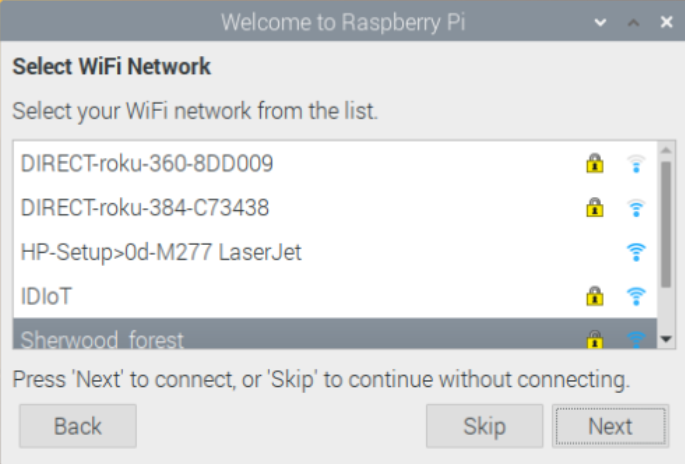 Welcome to Raspberry Pi
Select WiFi Network
Select your WiFi network from the list.
DIRECT-roku-360-8DD009
DIRECT-roku-384-C73438
HP-Setup>0d-M277 LaserJet
IDIoT
Sherwood_forest
Press 'Next' to connect, or 'Skip' to continue without connecting.
Back Skip Next